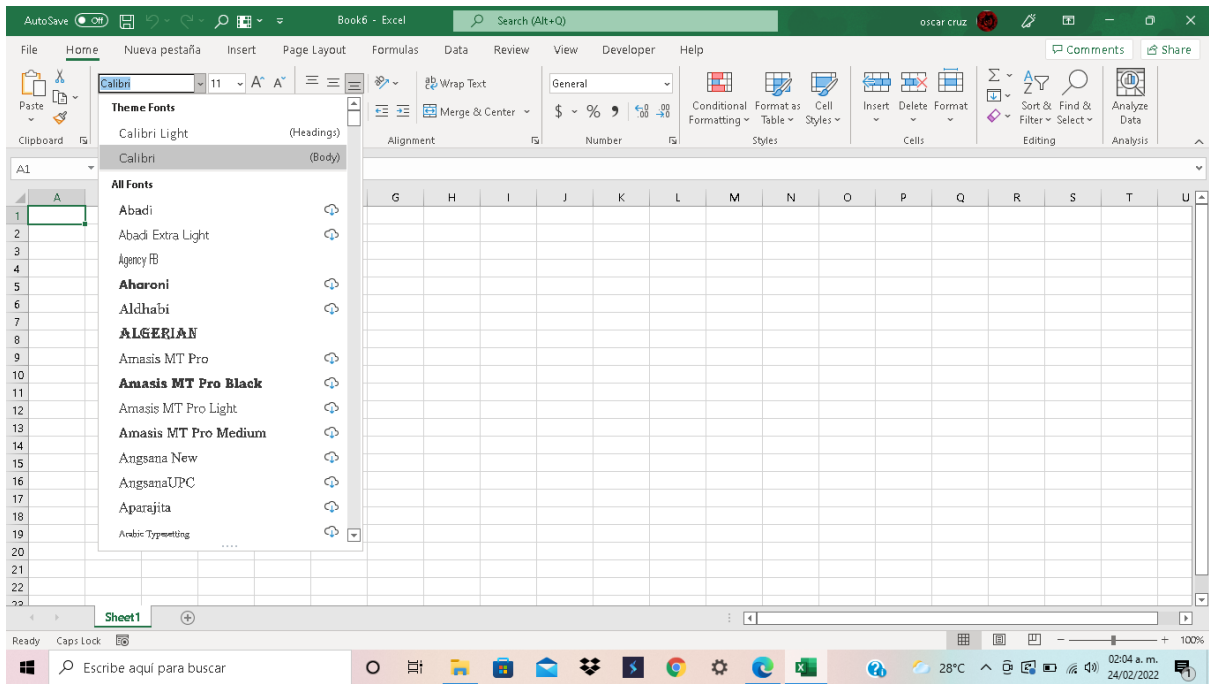 AutoSave Off Book6 - Excel Search (Alt+Q) oscar cruz
File Home Nueva pestaña Insert Page Layout Formulas Data Review View Developer Help Comments Share
Paste
Clipboard
Calibri 11
Theme Fonts
Calibri Light (Headings)
Calibri (Body)
All Fonts
Abadi
Abadi Extra Light
Agency FB
Aharoni
Aldhabi
ALGERIAN
Amasis MT Pro
Amasis MT Pro Black
Amasis MT Pro Light
Amasis MT Pro Medium
Angsana New
AngsanaUPC
Aparajita
Arabic Typesetting
ab Wrap Text
Merge & Center
Alignment
General
$ % 9 .00 .00
Number
Conditional Formatting
Format as Table
Cell Styles
Styles
Insert Delete Format
Cells
Sort & Filter
Find & Select
Editing
Analyze Data
Analysis
A1
A G H I J K L M N O P Q R S T U
1
2
3
4
5
6
7
8
9
10
11
12
13
14
15
16
17
18
19
20
21
22
23
Sheet1
Ready Caps Lock 100%
Escribe aquí para buscar 28°C 02:04 a. m.
24/02/2022